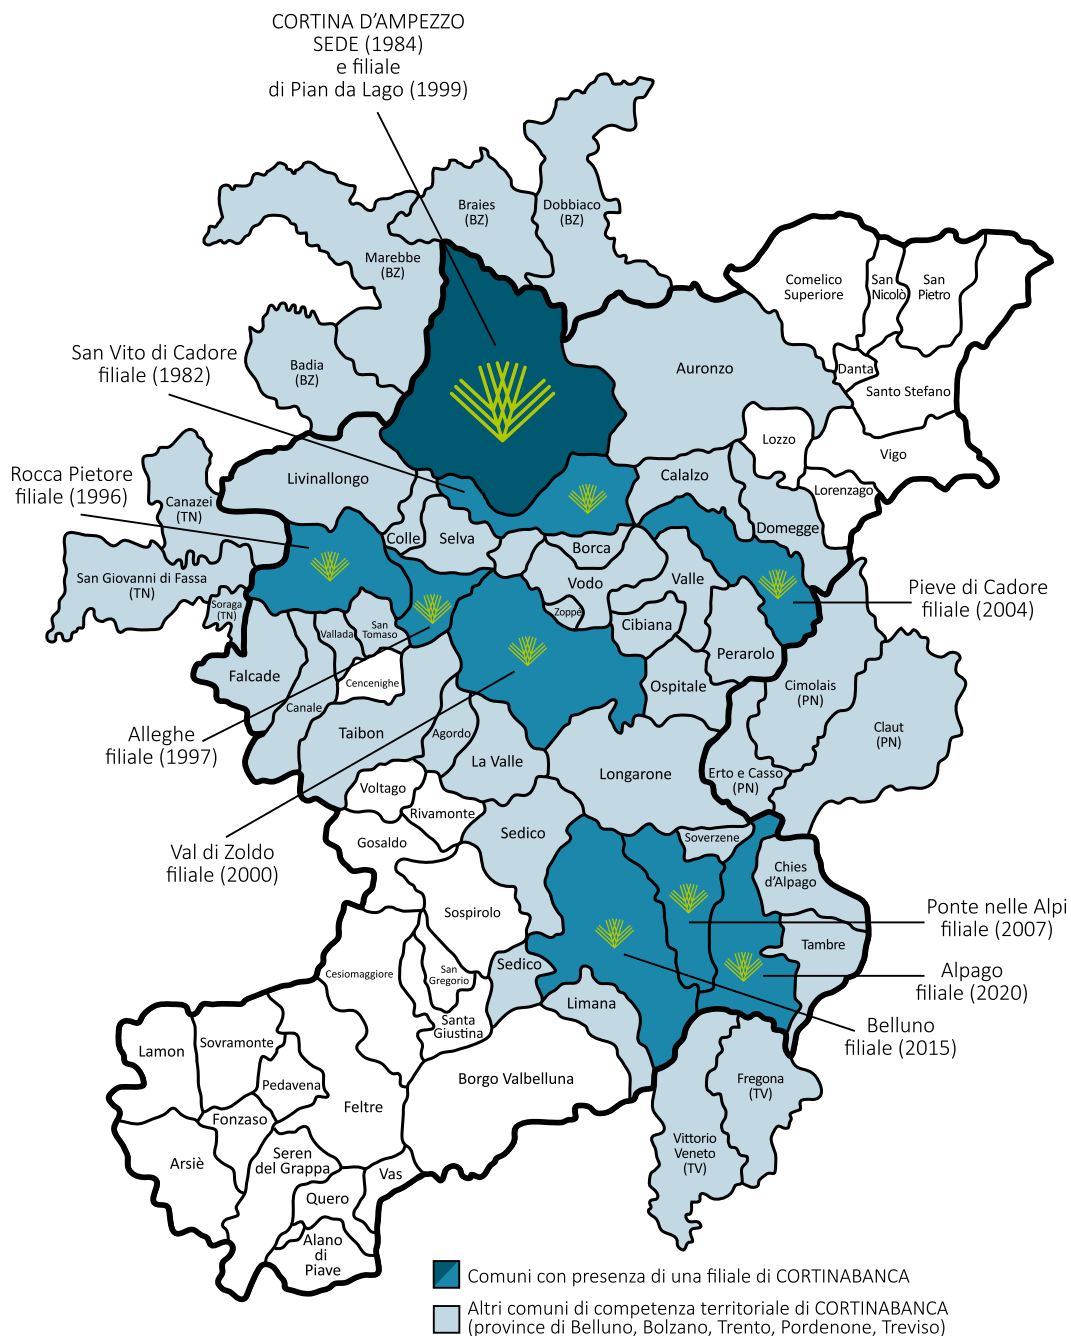 CORTINA D'AMPEZZO
SEDE (1984)
e filiale
di Pian da Lago (1999)
Braies
(BZ)
Dobbiaco
(BZ)
Marebbe
(BZ)
Comelico
Superiore
San
Nicolò
San
Pietro
San Vito di Cadore
filiale (1982)
Badia
(BZ)
Auronzo
Danta
Santo Stefano
Lozzo
Vigo
Rocca Pietore
filiale (1996)
Livinallongo
Calalzo
Lorenzago
Canazei
(TN)
Domegge
Colle
Selva
Borca
San Giovanni di Fassa
(TN)
Vodo
Valle
Pieve di Cadore
filiale (2004)
Soraga
(TN)
Zoppè
Vallada
San
Tomaso
Cibiana
Perarolo
Falcade
Cencenighe
Ospitale
Cimolais
(PN)
Canale
Claut
(PN)
Alleghe
filiale (1997)
Taibon
Agordo
La Valle
Longarone
Erto e Casso
(PN)
Voltago
Rivamonte
Gosaldo
Sedico
Soverzene
Val di Zoldo
filiale (2000)
Chies
d'Alpago
Sospirolo
Ponte nelle Alpi
filiale (2007)
Tambre
Cesiomaggiore
San
Gregorio
Sedico
Alpago
filiale (2020)
Limana
Santa
Giustina
Belluno
filiale (2015)
Lamon
Sovramonte
Pedavena
Borgo Valbelluna
Fregona
(TV)
Feltre
Fonzaso
Vittorio
Veneto
(TV)
Arsiè
Seren
del Grappa
Vas
Quero
Alano
di
Piave
Comuni con presenza di una filiale di CORTINABANCA
Altri comuni di competenza territoriale di CORTINABANCA
(province di Belluno, Bolzano, Trento, Pordenone, Treviso)